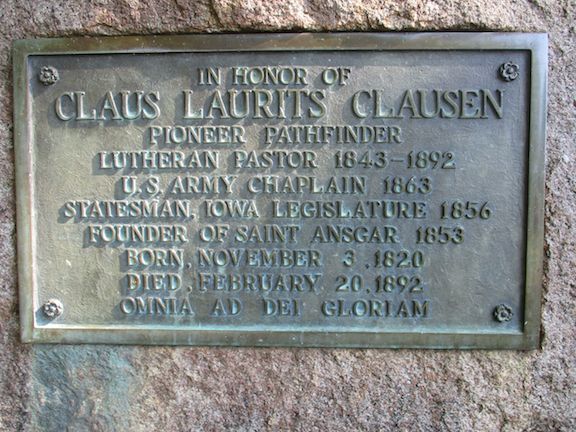 IN HONOR OF
CLAUS LAURITS CLAUSEN
PIONEER PATHFINDER
LUTHERAN PASTOR 1843-1892
U.S. ARMY CHAPLAIN 1863
STATESMAN, IOWA LEGISLATURE 1856
FOUNDER OF SAINT ANSGAR 1853
BORN, NOVEMBER 3, 1820
DIED, FEBRUARY 20, 1892
OMNIA AD DEI GLORIAM